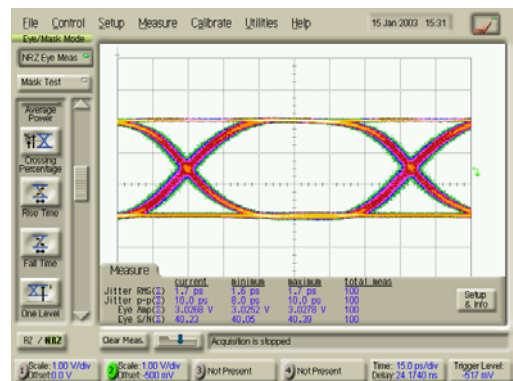 File Control Setup Measure Calibrate Utilities Help 15 Jan 2003 15:31
Eye/Mask Mode
NRZ Eye Meas
Mask Test
Average
Power
Crossing
Percentage
Rise Time
Fall Time
One Level
Measure
current minimum maximum total meas
Jitter RMS(Σ) 1.7 ps 1.6 ps 1.7 ps 100
Jitter p-p(Σ) 10.0 ps 8.0 ps 10.0 ps 100
Eye Amp(Σ) 3.0268 V 3.0252 V 3.0278 V 100
Eye S/N(Σ) 40.23 40.05 40.39 100
Setup
& Info
RZ / NRZ
Clear Meas.
Acquisition is stopped
1) Scale: 1.00 V/div
Offset: 0.0 V
2) Scale: 1.00 V/div
Offset: -500 mV
3) Not Present
4) Not Present
Time: 15.0 ps/div
Delay: 24.1740 ns
Trigger Level:
-517 mV